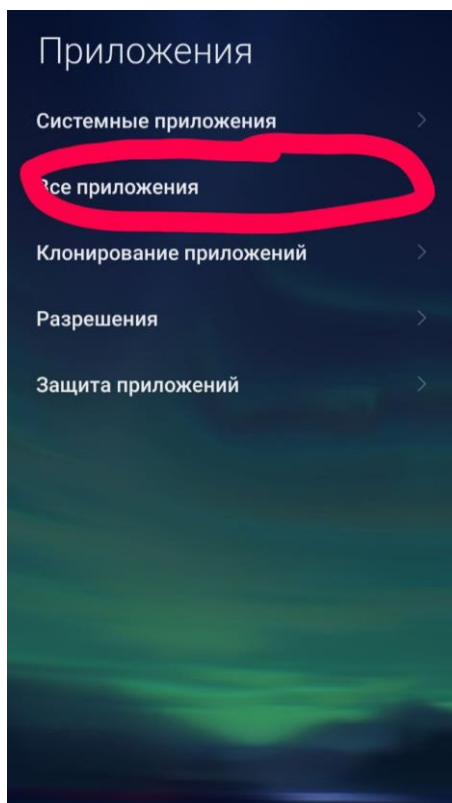 Приложения
Системные приложения
Все приложения
Клонирование приложений
Разрешения
Защита приложений